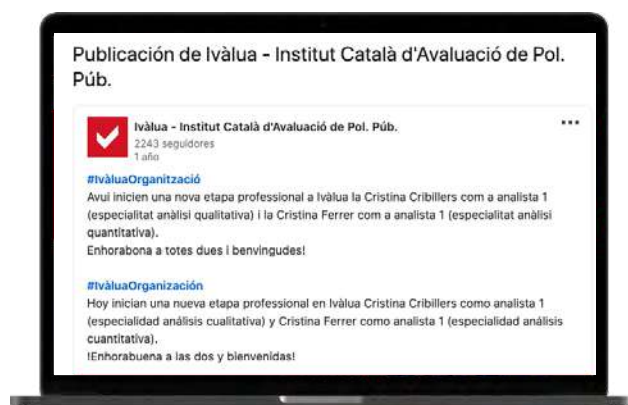 Publicación de Ivàlua - Institut Català d'Avaluació de Pol.
Púb.
Ivàlua - Institut Català d'Avaluació de Pol. Púb.
2243 seguidores
1 año
#IvàluaOrganització
Avui inicien una nova etapa professional a Ivàlua la Cristina Cribillers com a analista 1
(especialitat anàlisi qualitativa) i la Cristina Ferrer com a analista 1 (especialitat anàlisi
quantitativa).
Enhorabona a totes dues i benvingudes!
#IvàluaOrganización
Hoy inician una nueva etapa professional en Ivàlua Cristina Cribillers como analista 1
(especialidad análisis cualitativa) y Cristina Ferrer como analista 1 (especialidad análisis
cuantitativa).
!Enhorabuena a las dos y bienvenidas!